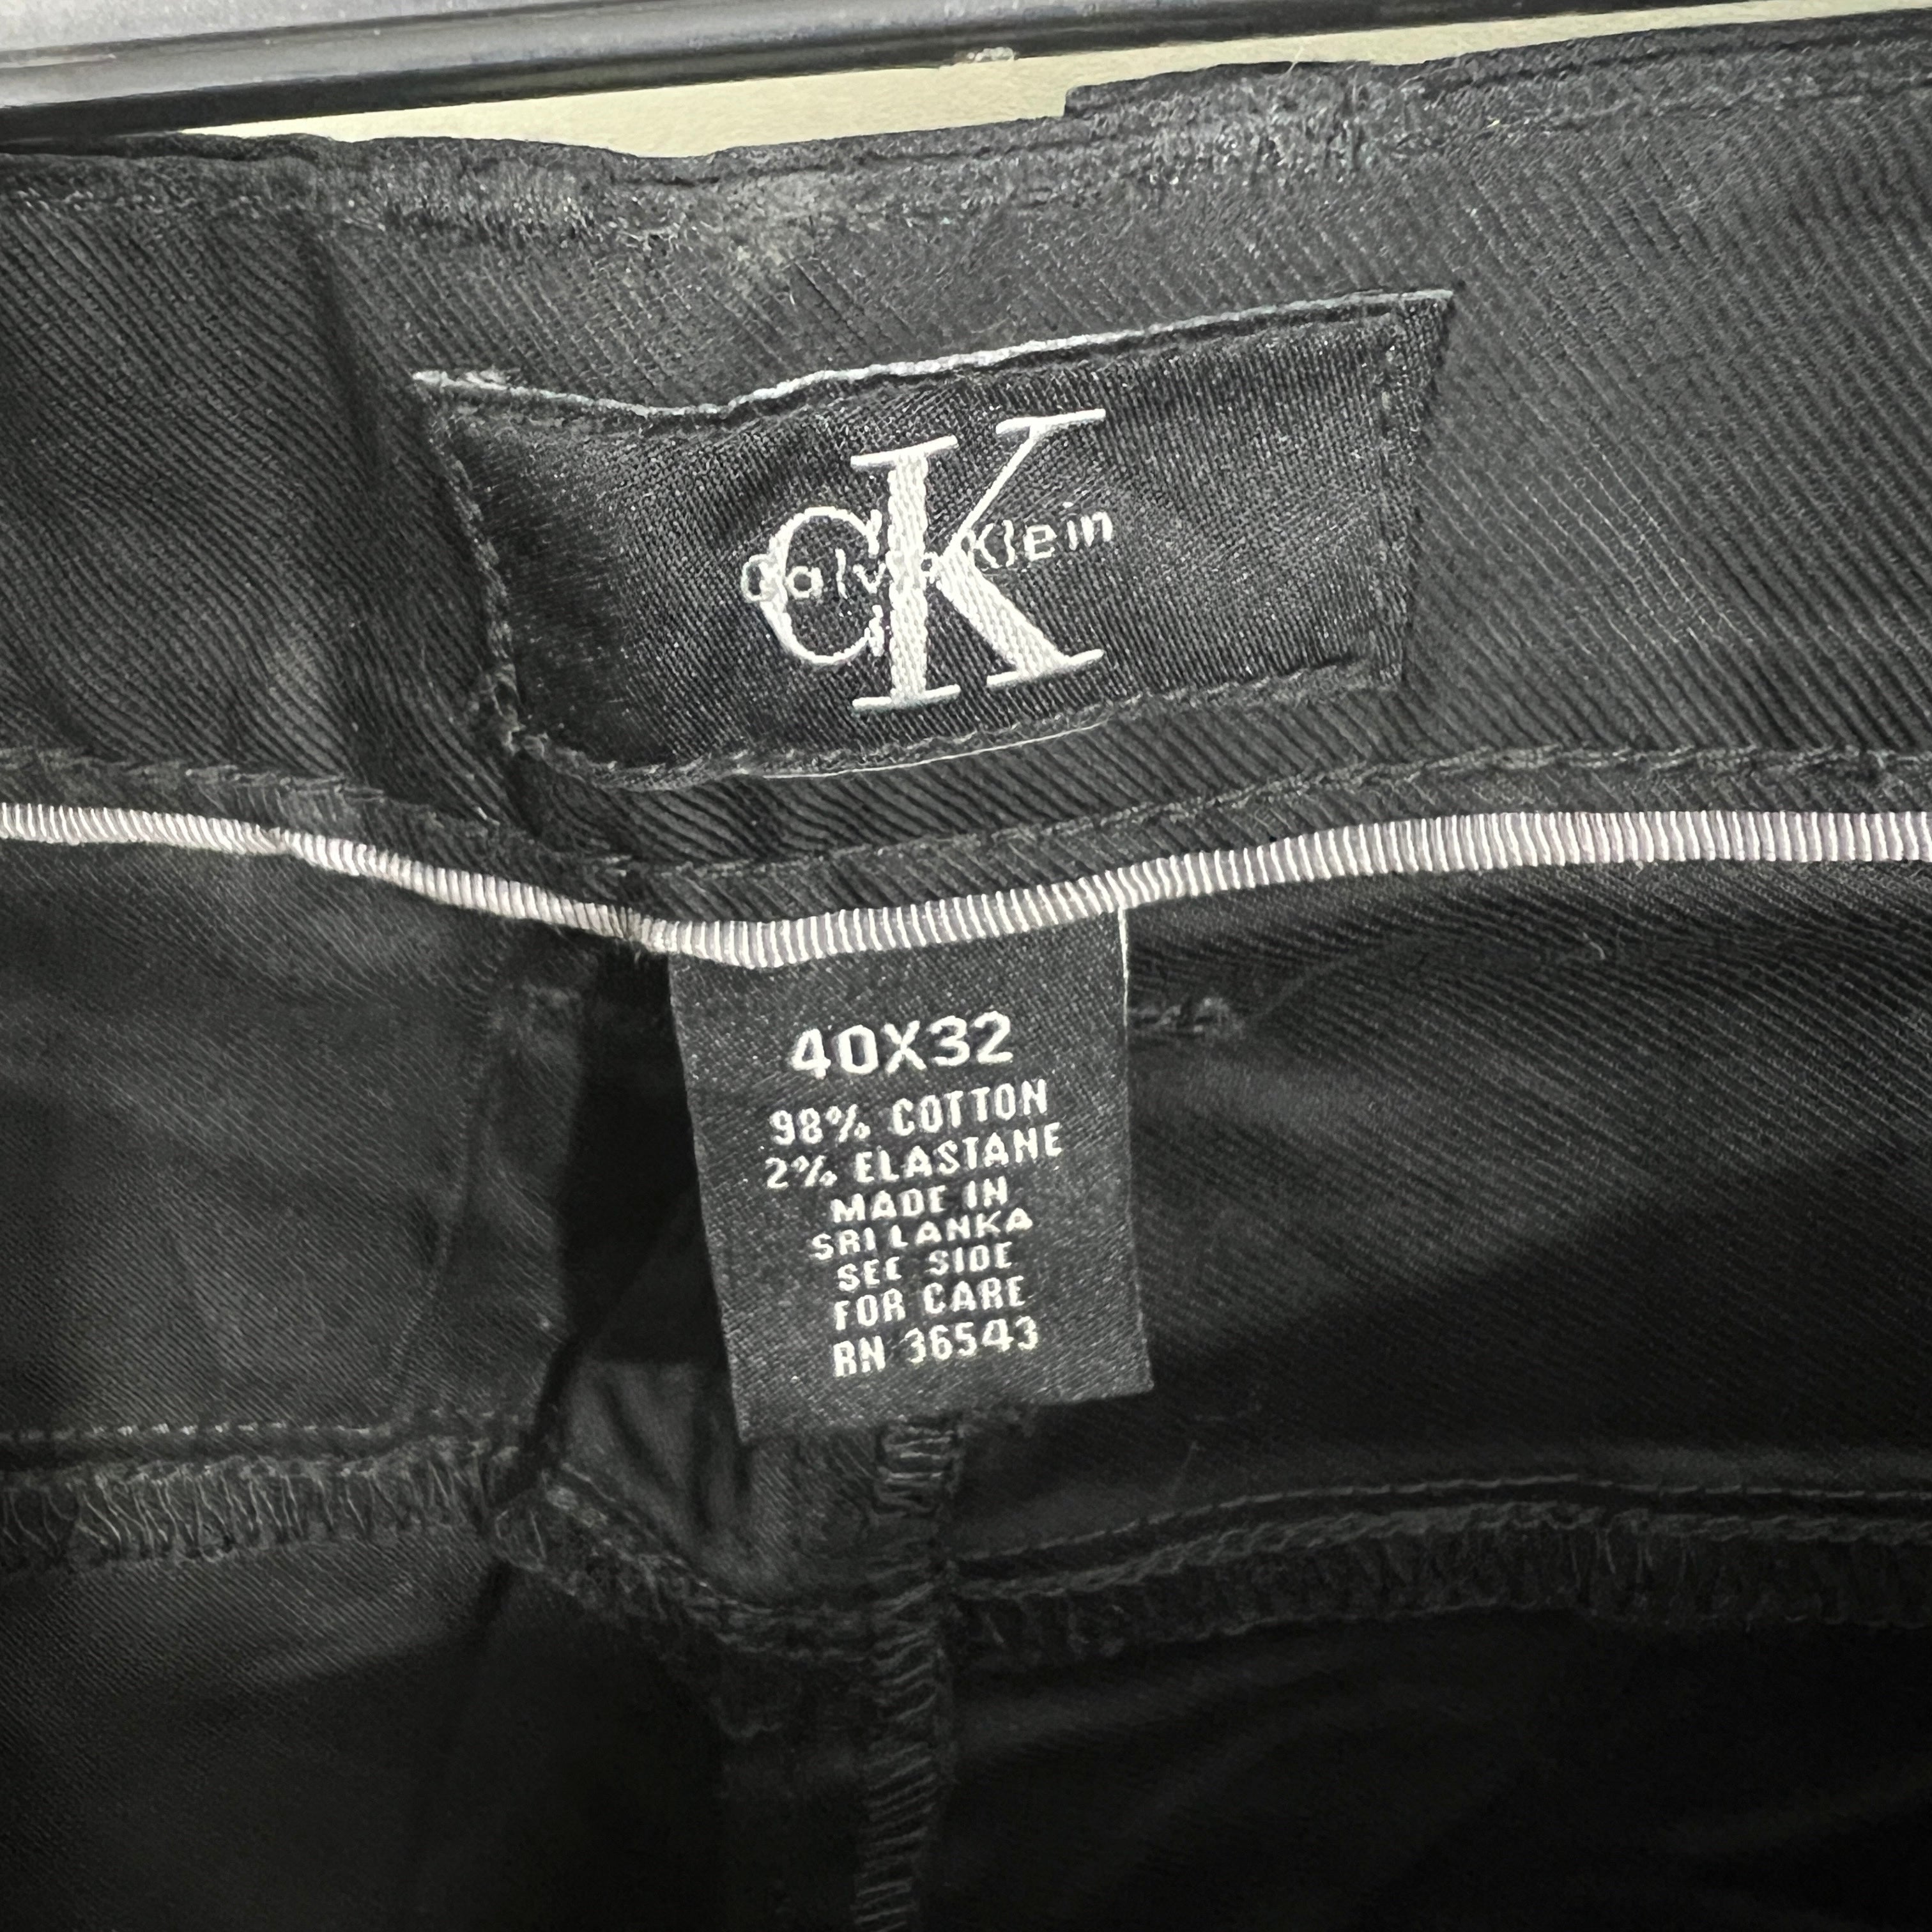 CK
Calvin Klein
40X32
98% COTTON
2% ELASTANE
MADE IN
SRI LANKA
SEE SIDE
FOR CARE
RN 36543